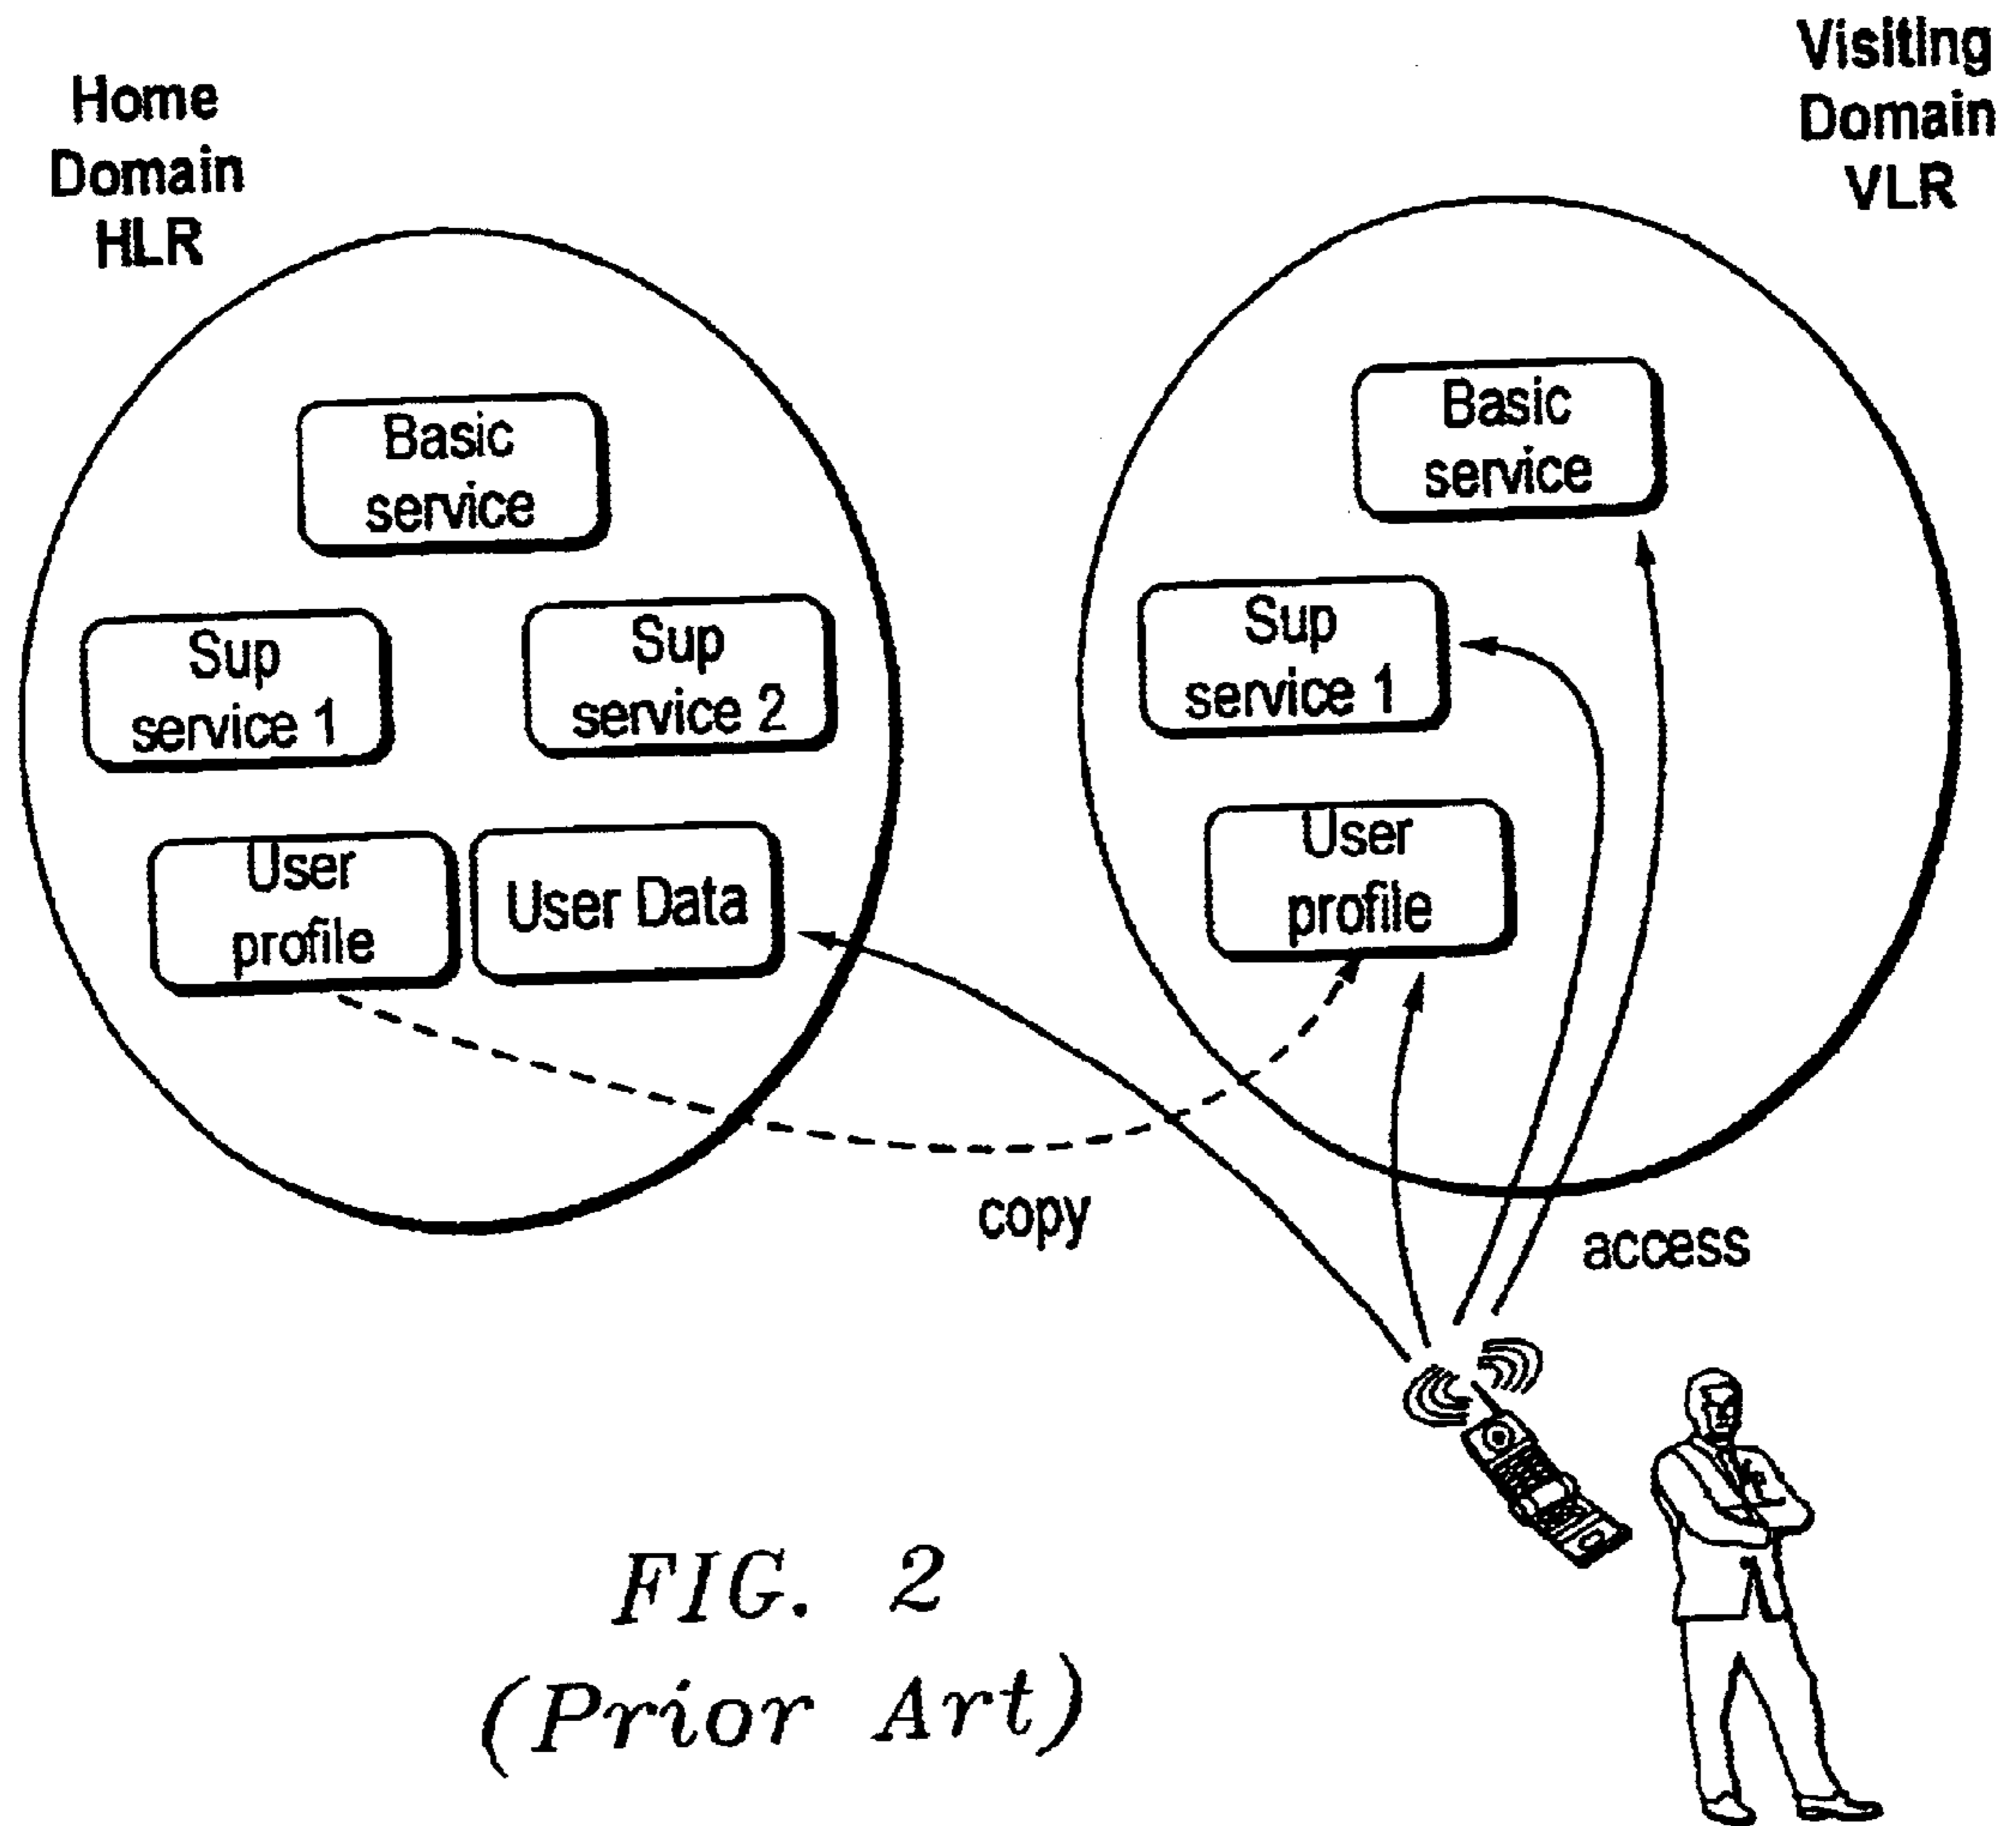 Home
Domain
HLR
Visiting
Domain
VLR
Basic
service
Sup
service 1
Sup
service 2
User
profile
User Data
Basic
service
Sup
service 1
User
profile
copy
access
FIG. 2
(Prior Art)